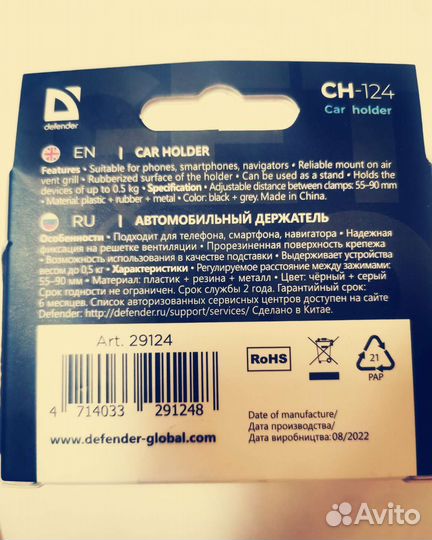 CH-124
Car holder
defender
EN | CAR HOLDER
Features • Suitable for phones, smartphones, navigators • Reliable mount on air
vent grill • Rubberized surface of the holder • Can be used as a stand • Holds the
devices of up to 0.5 kg • Specification • Adjustable distance between clamps: 55–90 mm
• Material: plastic + rubber + metal • Color: black + grey. Made in China.
RU | АВТОМОБИЛЬНЫЙ ДЕРЖАТЕЛЬ
Особенности • Подходит для телефона, смартфона, навигатора • Надежная
фиксация на решетке вентиляции • Прорезиненная поверхность крепежа
• Возможность использования в качестве подставки • Выдерживает устройства
весом до 0,5 кг • Характеристики • Регулируемое расстояние между зажимами:
55–90 мм • Материал: пластик + резина + металл • Цвет: чёрный + серый
Срок годности не ограничен. Срок службы 2 года. Гарантийный срок:
6 месяцев. Список авторизованных сервисных центров доступен на сайте
Defender: http://defender.ru/support/services/ Сделано в Китае.
Art. 29124
RoHS
21
PAP
4 714033 291248
www.defender-global.com
Date of manufacture/
Дата производства/
Дата виробництва: 08/2022
Avito